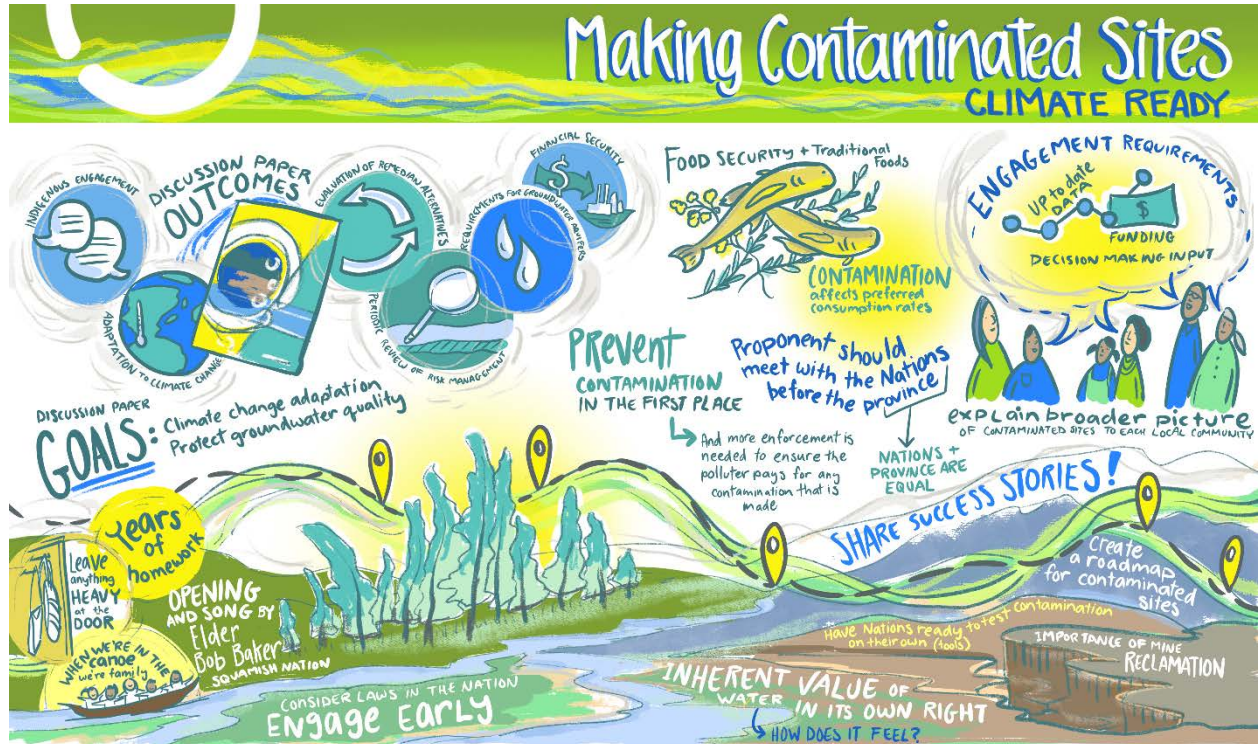 Making Contaminated Sites
CLIMATE READY
INDIGENOUS ENGAGEMENT
DISCUSSION PAPER
OUTCOMES
ADAPTATION TO CLIMATE CHANGE
EVALUATION OF REMEDIAN ALTERNATIVES
PERIODIC REVIEW OF RISK MANAGEMENT
REQUIREMENTS FOR GROUNDWATER AQUIFERS
FINANCIAL SECURITY
$
DISCUSSION PAPER
GOALS:
Climate change adaptation
Protect groundwater quality
FOOD SECURITY + Traditional
Foods
CONTAMINATION
affects preferred
consumption rates
PREVENT
CONTAMINATION
IN THE FIRST PLACE
And more enforcement is
needed to ensure the
polluter pays for any
contamination that is
made
Proponent should
meet with the Nations
before the province
NATIONS +
PROVINCE ARE
EQUAL
ENGAGEMENT REQUIREMENTS
UP to date
DATA
$
FUNDING
DECISION MAKING INPUT
explain broader picture
OF CONTAMINATED SITES TO EACH LOCAL COMMUNITY
Years
of
homework
LEAVE
anything
HEAVY
at the
DOOR
WHEN WE'RE IN THE
canoe
we're family
OPENING
AND SONG BY
Elder
Bob Baker
SQUAMISH NATION
SHARE SUCCESS STORIES!
Create
a roadmap
for contaminated
sites
Have Nations ready to test contamination
on their own (tools)
IMPORTANCE OF MINE
RECLAMATION
CONSIDER LAWS IN THE NATION
ENGAGE EARLY
INHERENT VALUE OF
WATER IN ITS OWN RIGHT
HOW DOES IT FEEL?